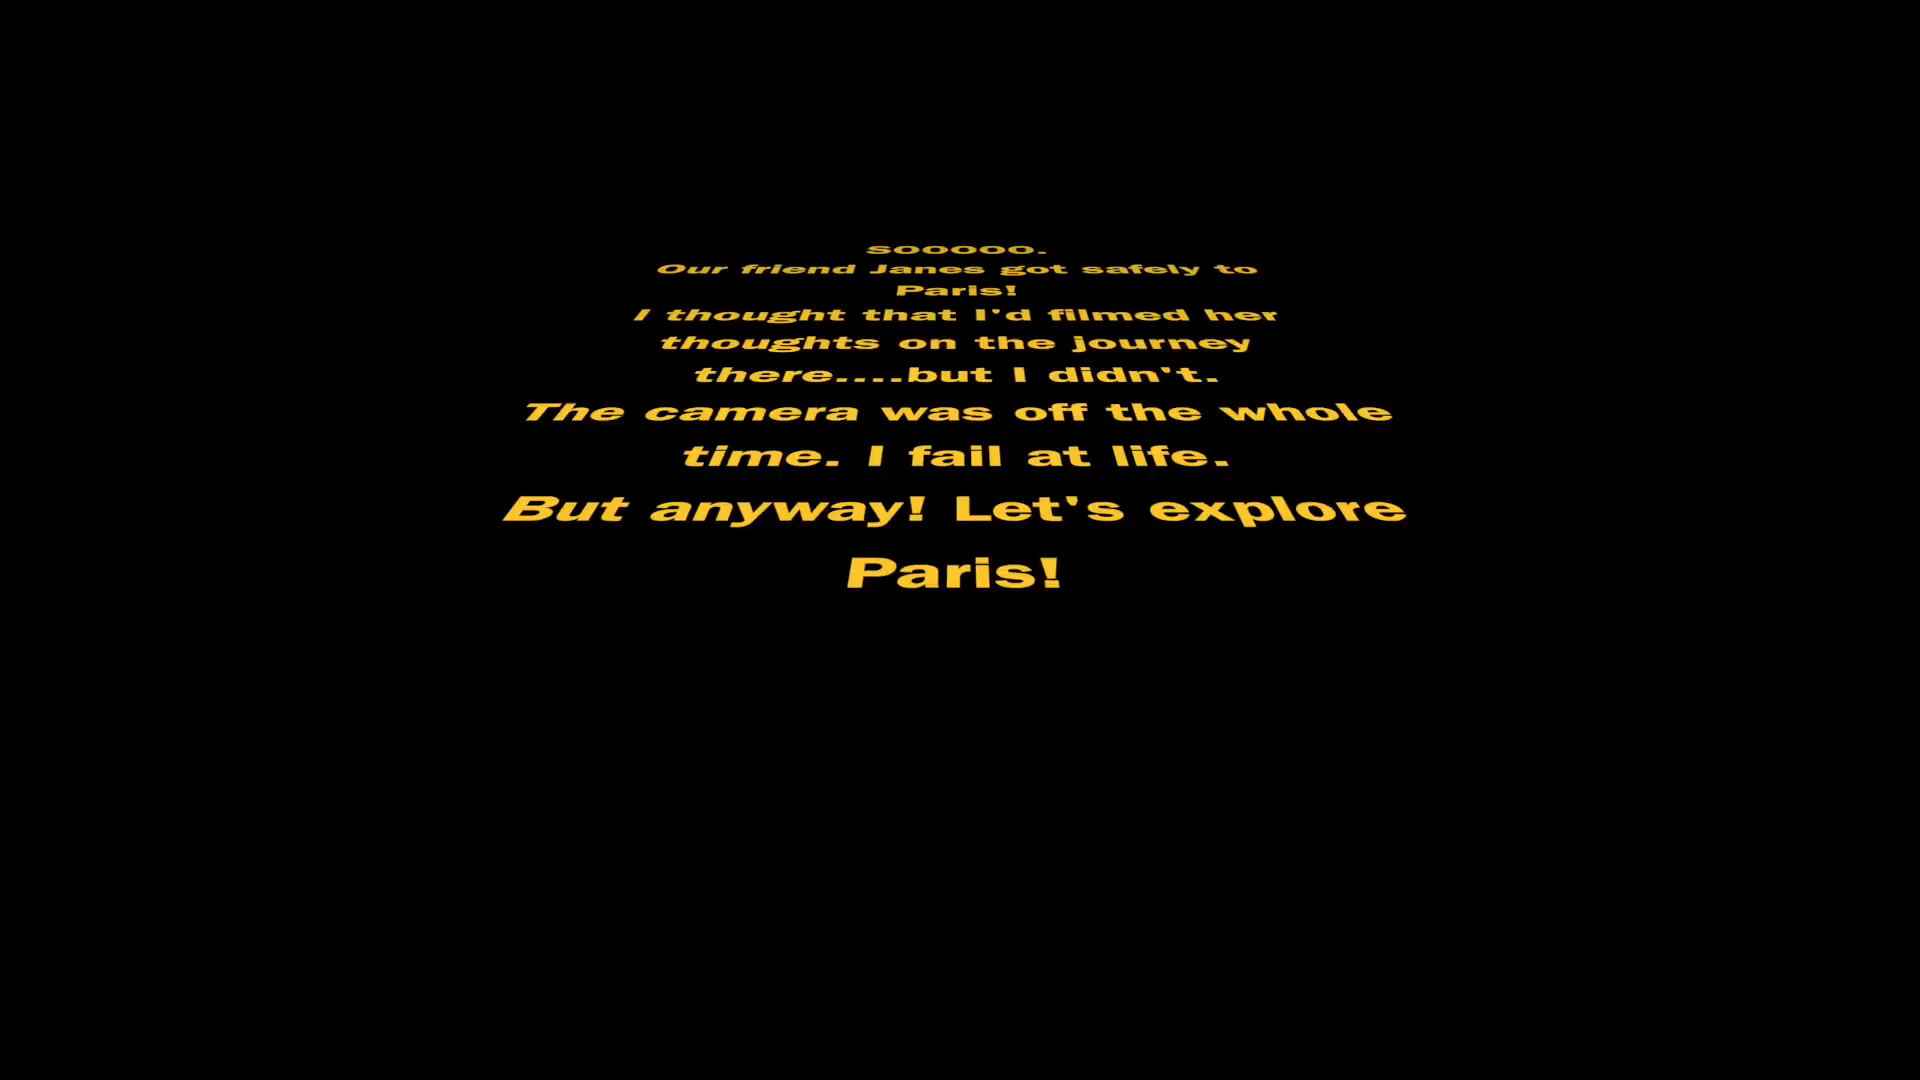 sooooo.
Our friend Janes got safely to
Paris!
I thought that I'd filmed her
thoughts on the journey
there....but I didn't.
The camera was off the whole
time. I fail at life.
But anyway! Let's explore
Paris!